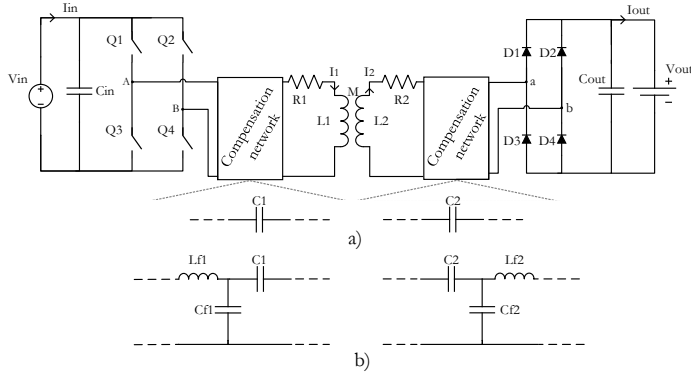 Iin
Iout
Q1
Q2
D1
D2
I1
I2
M
Vin
Cin
A
R1
R2
a
Cout
Vout
Compensation
network
L1
L2
Compensation
network
B
b
Q3
Q4
D3
D4
C1
C2
a)
Lf1
C1
C2
Lf2
Cf1
Cf2
b)